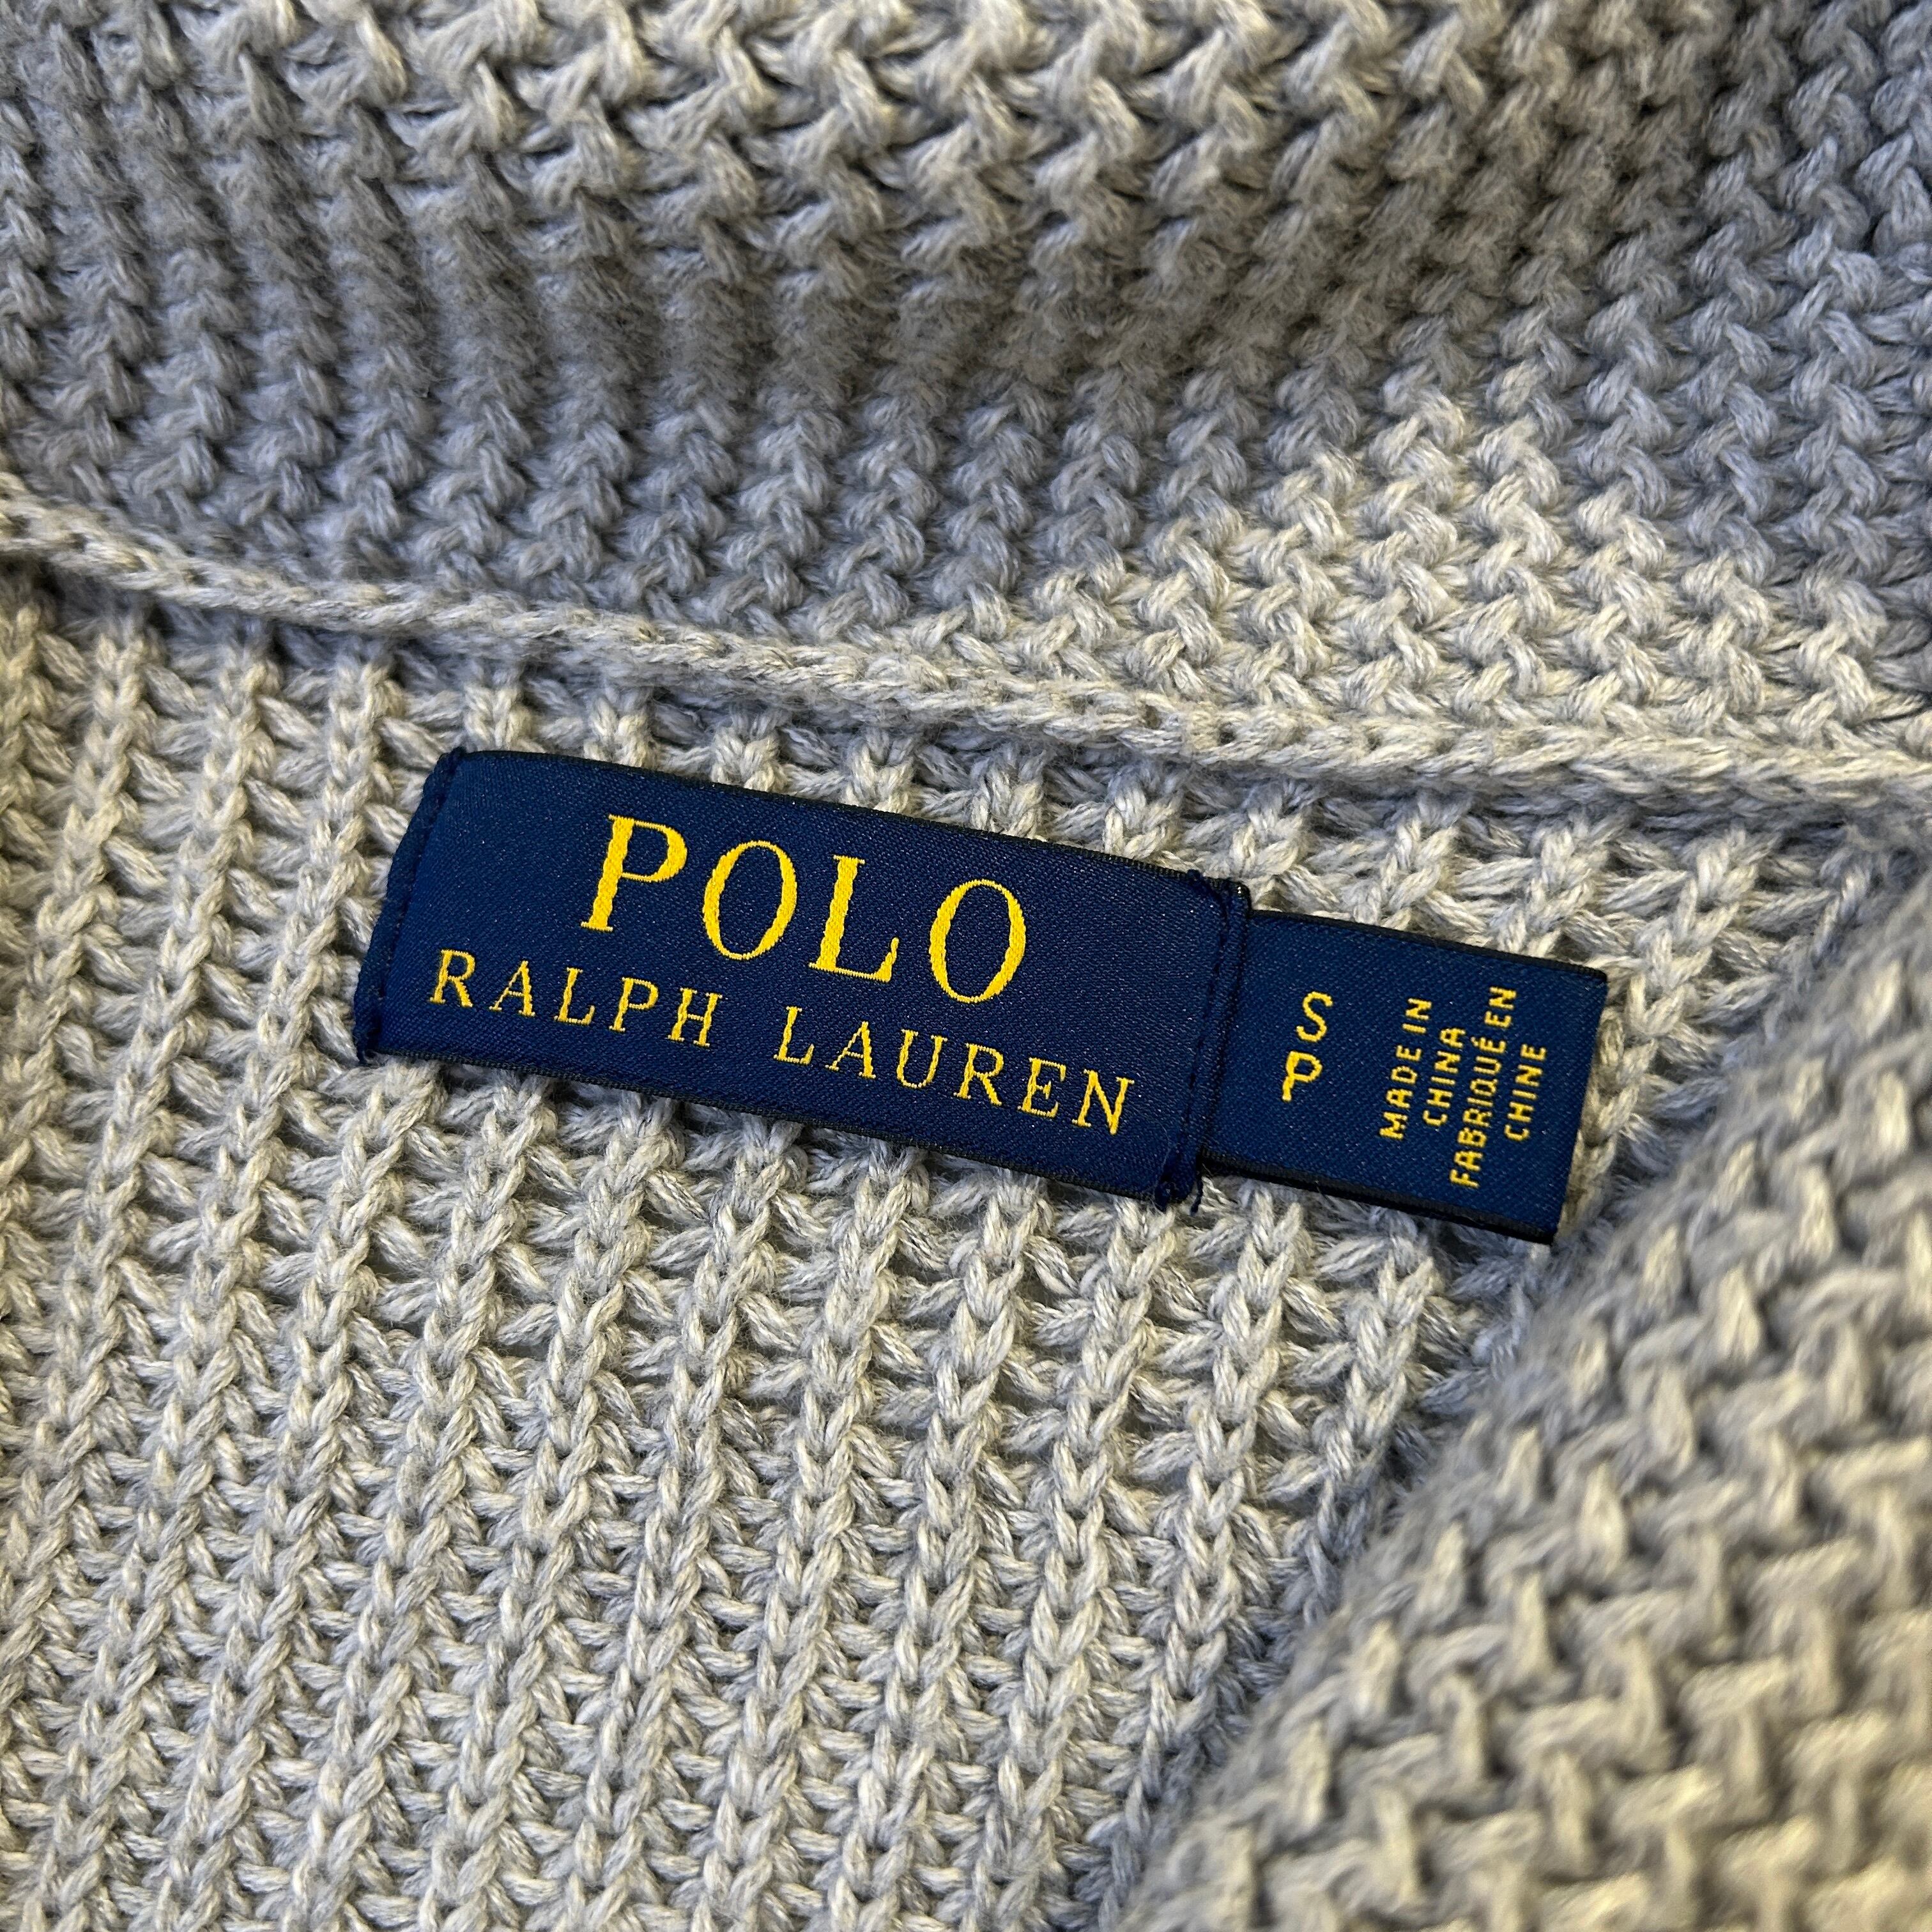 POLO
RALPH LAUREN
S
P
MADE IN
CHINA
FABRIQUÉ EN
CHINE